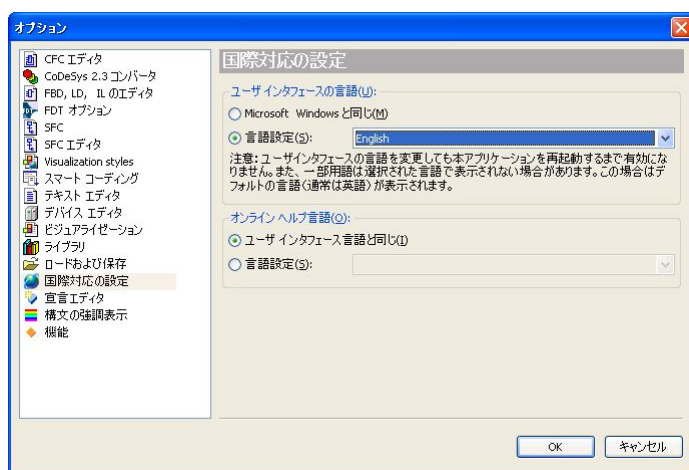 オプション
CFC エディタ
CoDeSys 2.3 コンバータ
FBD, LD, IL のエディタ
FDT オプション
SFC
SFC エディタ
Visualization styles
スマート コーディング
テキスト エディタ
デバイス エディタ
ビジュアライゼーション
ライブラリ
ロードおよび保存
国際対応の設定
宣言エディタ
構文の強調表示
機能
国際対応の設定
ユーザ インタフェースの言語(U):
Microsoft Windows と同じ(M)
言語設定(S): English
注意: ユーザインタフェースの言語を変更しても本アプリケーションを再起動するまで有効にな
りません。また、一部用語は選択された言語で表示されない場合があります。この場合はデ
フォルトの言語(通常は英語)が表示されます。
オンライン ヘルプ言語(O):
ユーザ インタフェース言語と同じ(I)
言語設定(S):
OK キャンセル